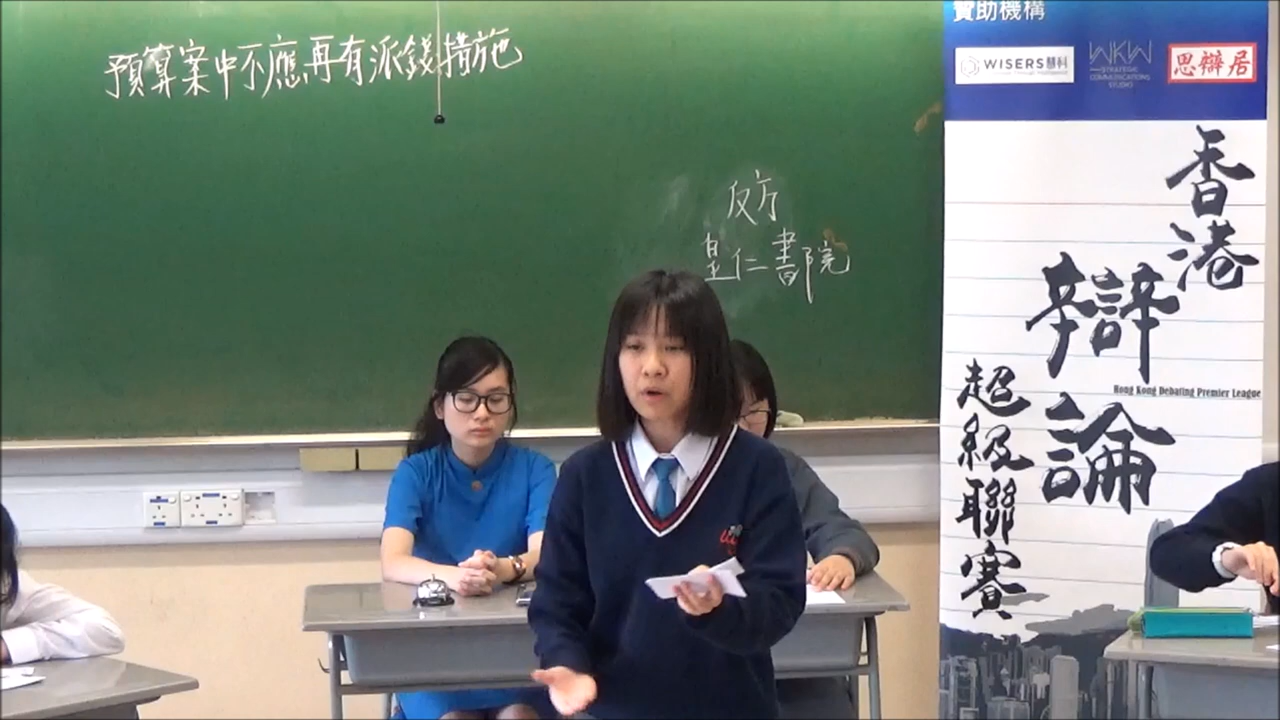 預算案中不應再有派錢措施
反方
皇仁書院
贊助機構
WISERS慧科
WKW
STRATEGIC
COMMUNICATIONS
STUDIO
思辯居
香港
辯論
Hong Kong Debating Premier League
超級聯賽